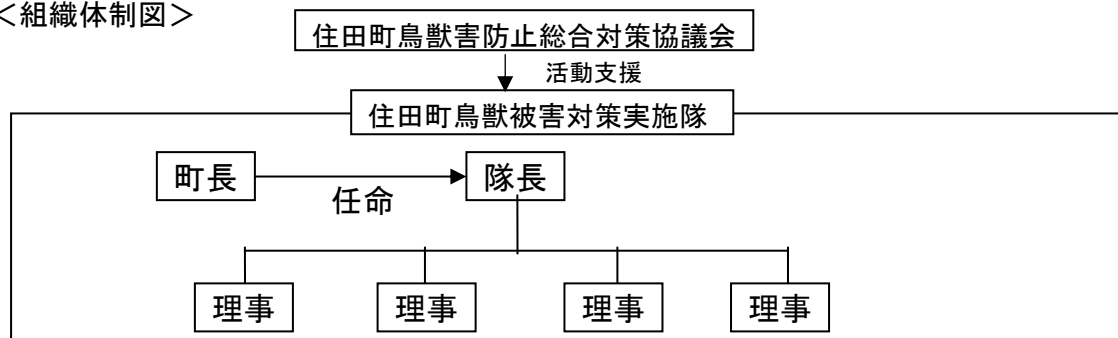 <組織体制図>
住田町鳥獣害防止総合対策協議会
活動支援
住田町鳥獣被害対策実施隊
町長
任命
隊長
理事
理事
理事
理事